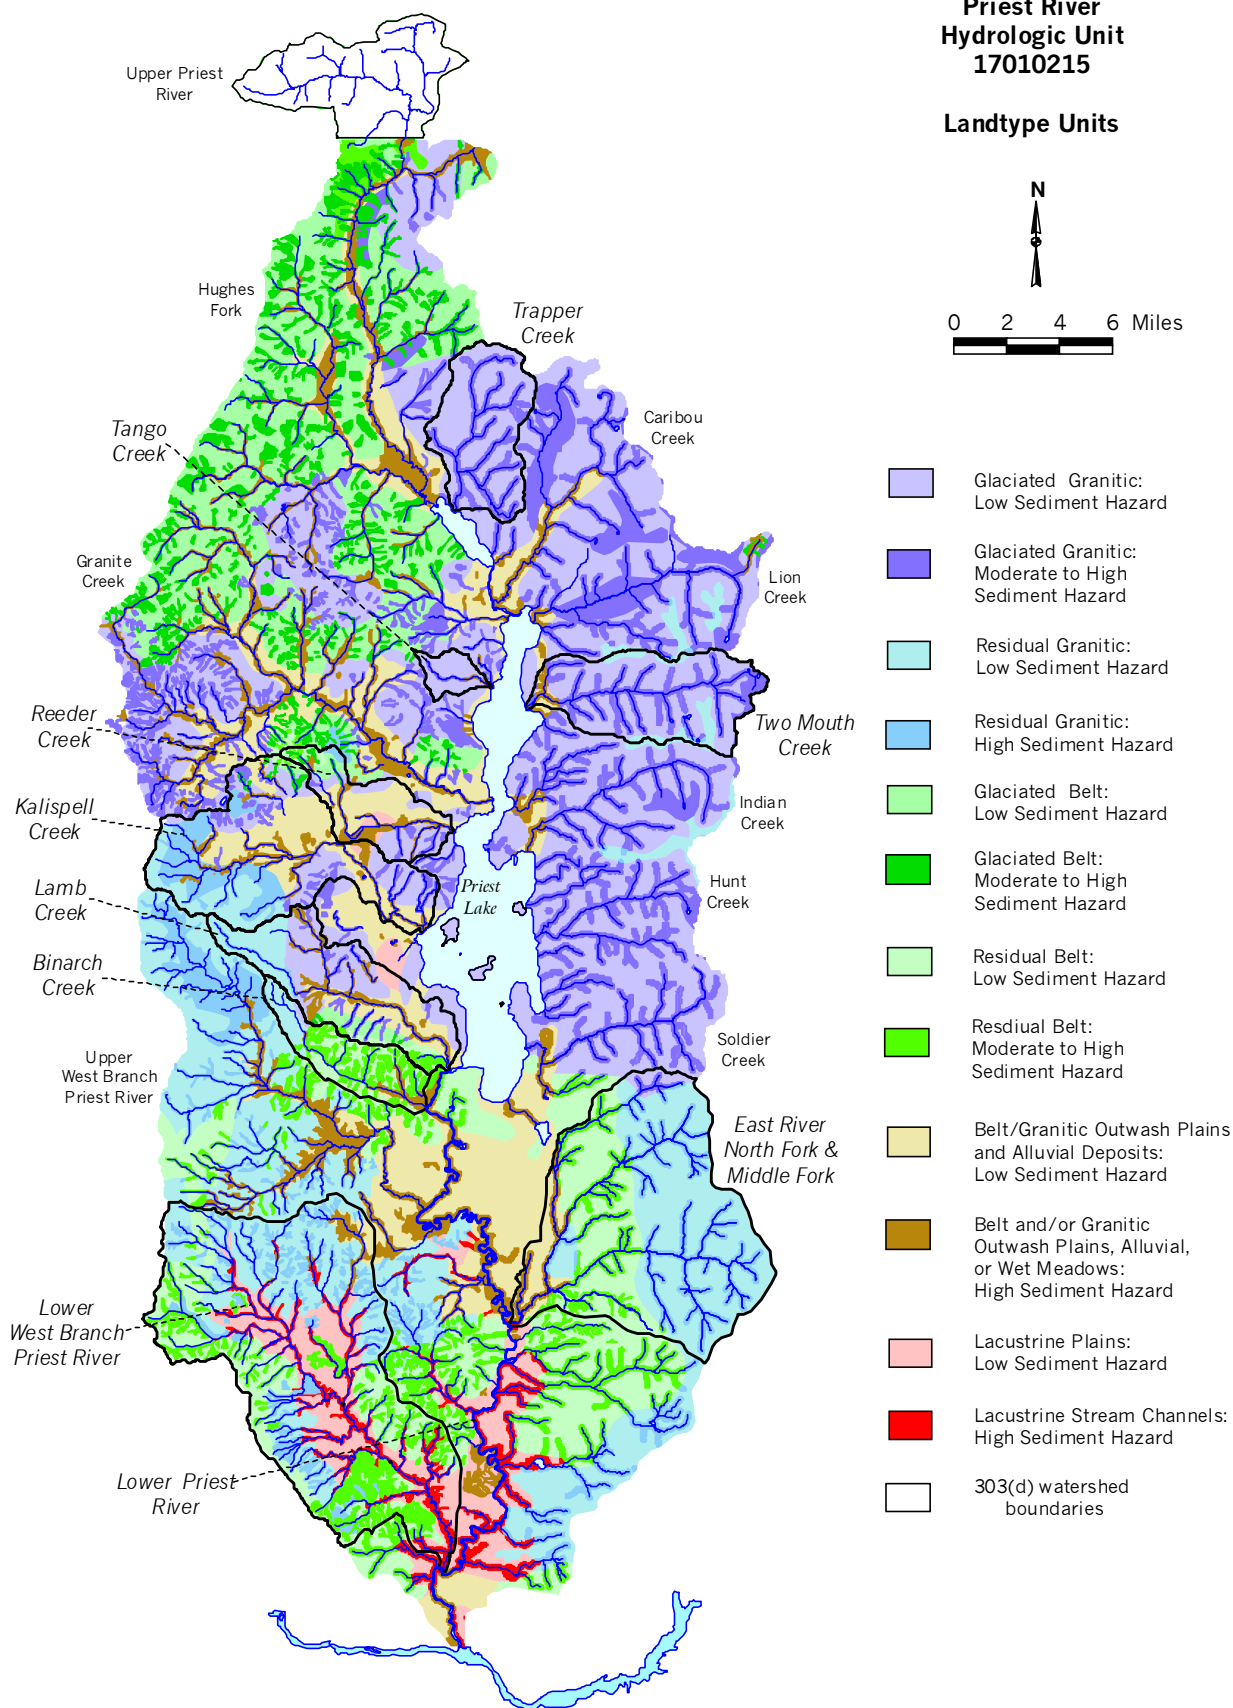 Priest River
Hydrologic Unit
17010215
Landtype Units
N
0 2 4 6 Miles
Upper Priest
River
Hughes
Fork
Trapper
Creek
Tango
Creek
Caribou
Creek
Granite
Creek
Lion
Creek
Reeder
Creek
Two Mouth
Creek
Kalispell
Creek
Indian
Creek
Lamb
Creek
Priest
Lake
Hunt
Creek
Binarch
Creek
Upper
West Branch
Priest River
Soldier
Creek
East River
North Fork &
Middle Fork
Lower
West Branch
Priest River
Lower Priest
River
Glaciated Granitic:
Low Sediment Hazard
Glaciated Granitic:
Moderate to High
Sediment Hazard
Residual Granitic:
Low Sediment Hazard
Residual Granitic:
High Sediment Hazard
Glaciated Belt:
Low Sediment Hazard
Glaciated Belt:
Moderate to High
Sediment Hazard
Residual Belt:
Low Sediment Hazard
Resdiual Belt:
Moderate to High
Sediment Hazard
Belt/Granitic Outwash Plains
and Alluvial Deposits:
Low Sediment Hazard
Belt and/or Granitic
Outwash Plains, Alluvial,
or Wet Meadows:
High Sediment Hazard
Lacustrine Plains:
Low Sediment Hazard
Lacustrine Stream Channels:
High Sediment Hazard
303(d) watershed
boundaries